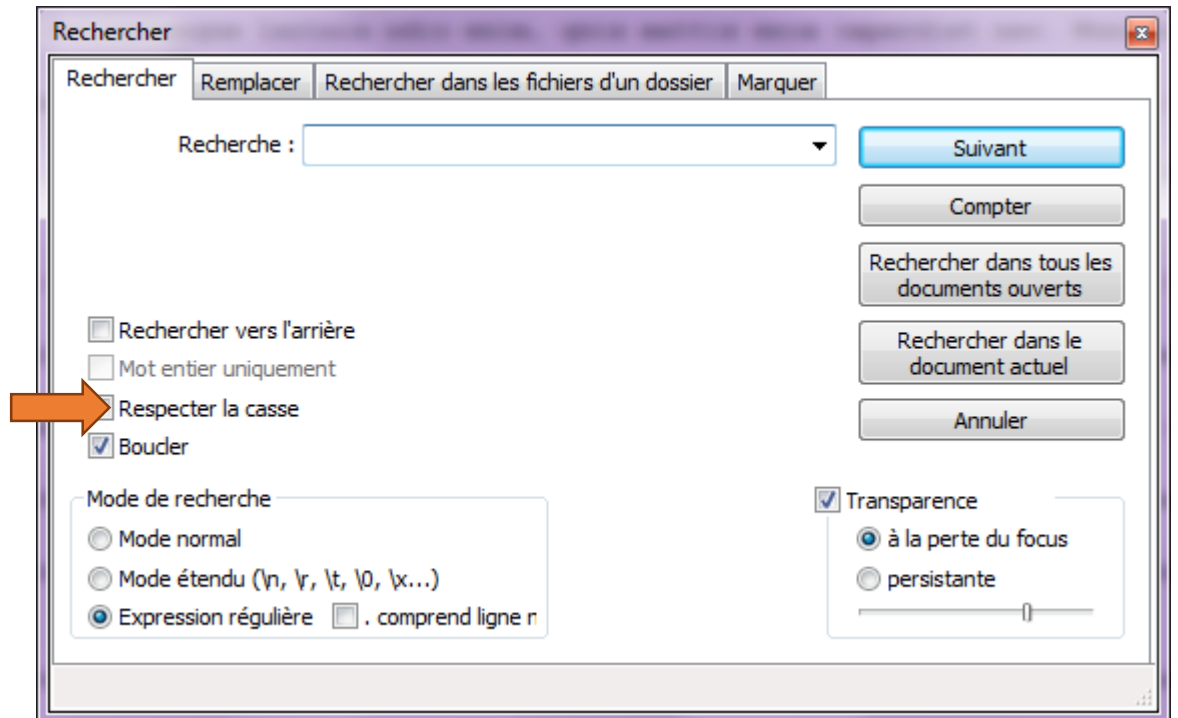 Rechercher
Rechercher
Remplacer
Rechercher dans les fichiers d'un dossier
Marquer
Recherche :
Suivant
Compter
Rechercher dans tous les
documents ouverts
Rechercher dans le
document actuel
Annuler
Rechercher vers l'arrière
Mot entier uniquement
Respecter la casse
Boucler
Mode de recherche
Mode normal
Mode étendu (\n, \r, \t, \0, \x...)
Expression régulière
. comprend ligne n
Transparence
à la perte du focus
persistante